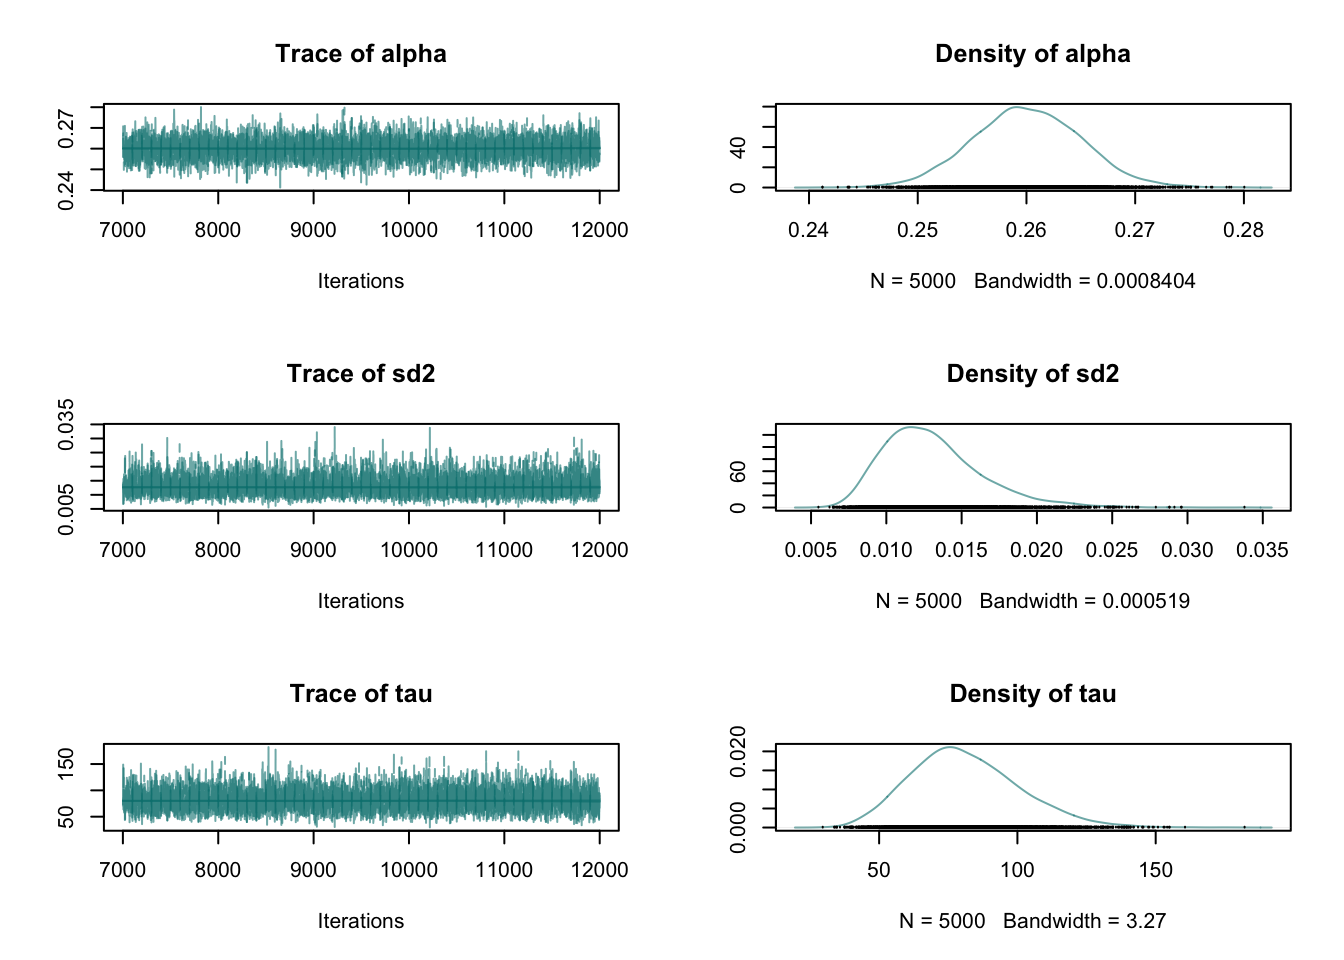 Trace of alpha
0.27
0.24
7000 8000 9000 10000 11000 12000
Iterations
Density of alpha
40
0
0.24 0.25 0.26 0.27 0.28
N = 5000 Bandwidth = 0.0008404
Trace of sd2
0.035
0.005
7000 8000 9000 10000 11000 12000
Iterations
Density of sd2
60
0
0.005 0.010 0.015 0.020 0.025 0.030 0.035
N = 5000 Bandwidth = 0.000519
Trace of tau
150
50
7000 8000 9000 10000 11000 12000
Iterations
Density of tau
0.020
0.000
50 100 150
N = 5000 Bandwidth = 3.27